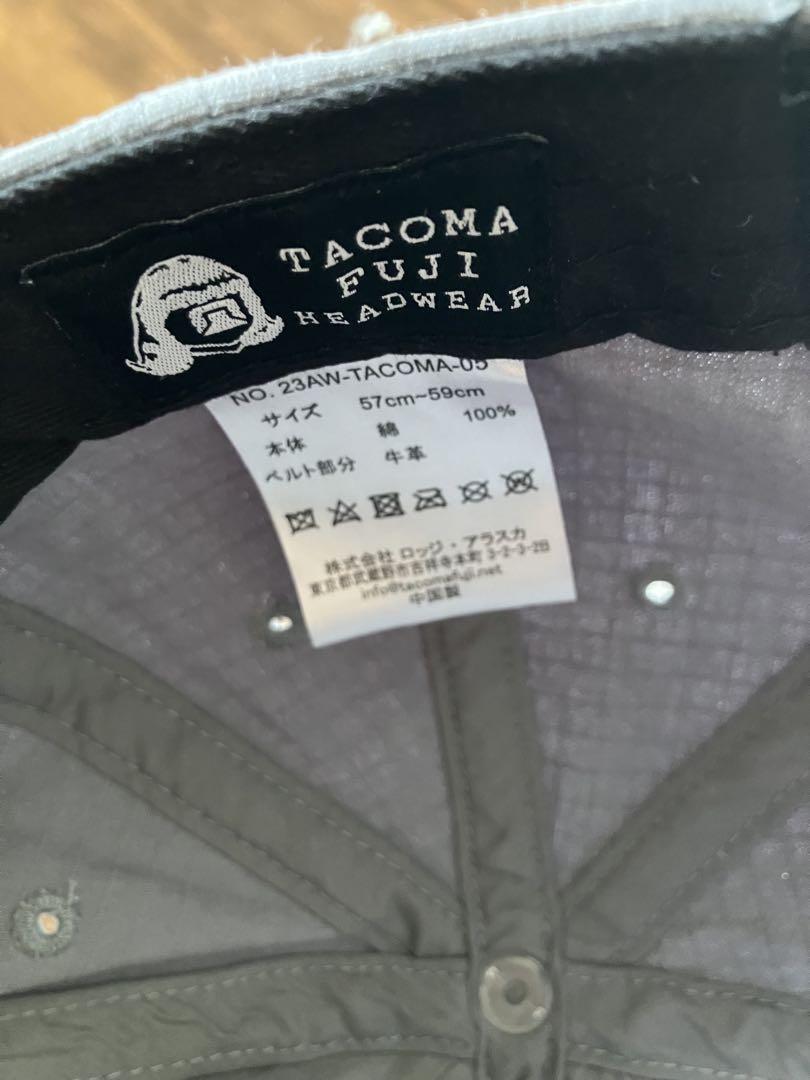 TACOMA
FUJI
HEADWEAR
NO. 23AW-TACOMA-05
サイズ 57cm~59cm
本体 綿 100%
ベルト部分 牛革
株式会社 ロッジ・アラスカ
東京都武蔵野市吉祥寺本町 3-2-3-2B
info@tacomafuji.net
中国製